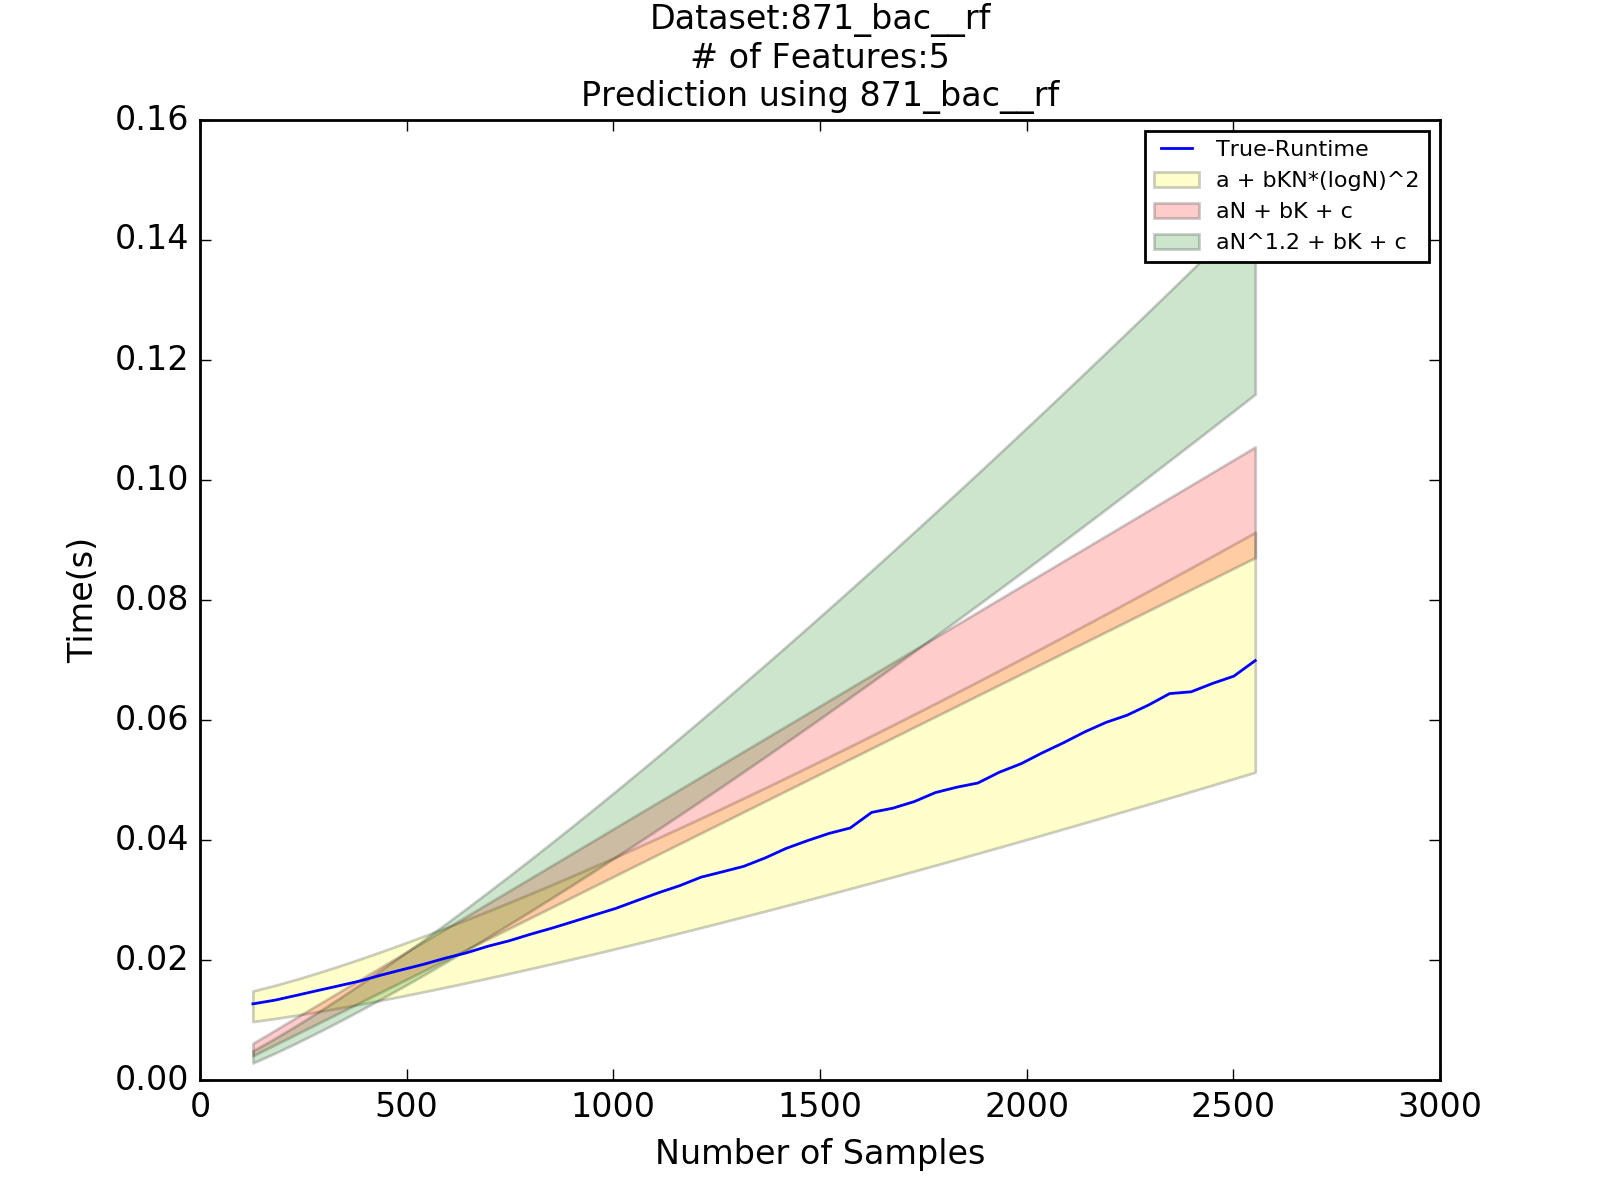 Dataset:871_bac__rf
# of Features:5
Prediction using 871_bac__rf
0.16
0.14
0.12
0.10
0.08
0.06
0.04
0.02
0.00
Time(s)
True-Runtime
a + bKN*(logN)^2
aN + bK + c
aN^1.2 + bK + c
0 500 1000 1500 2000 2500 3000
Number of Samples